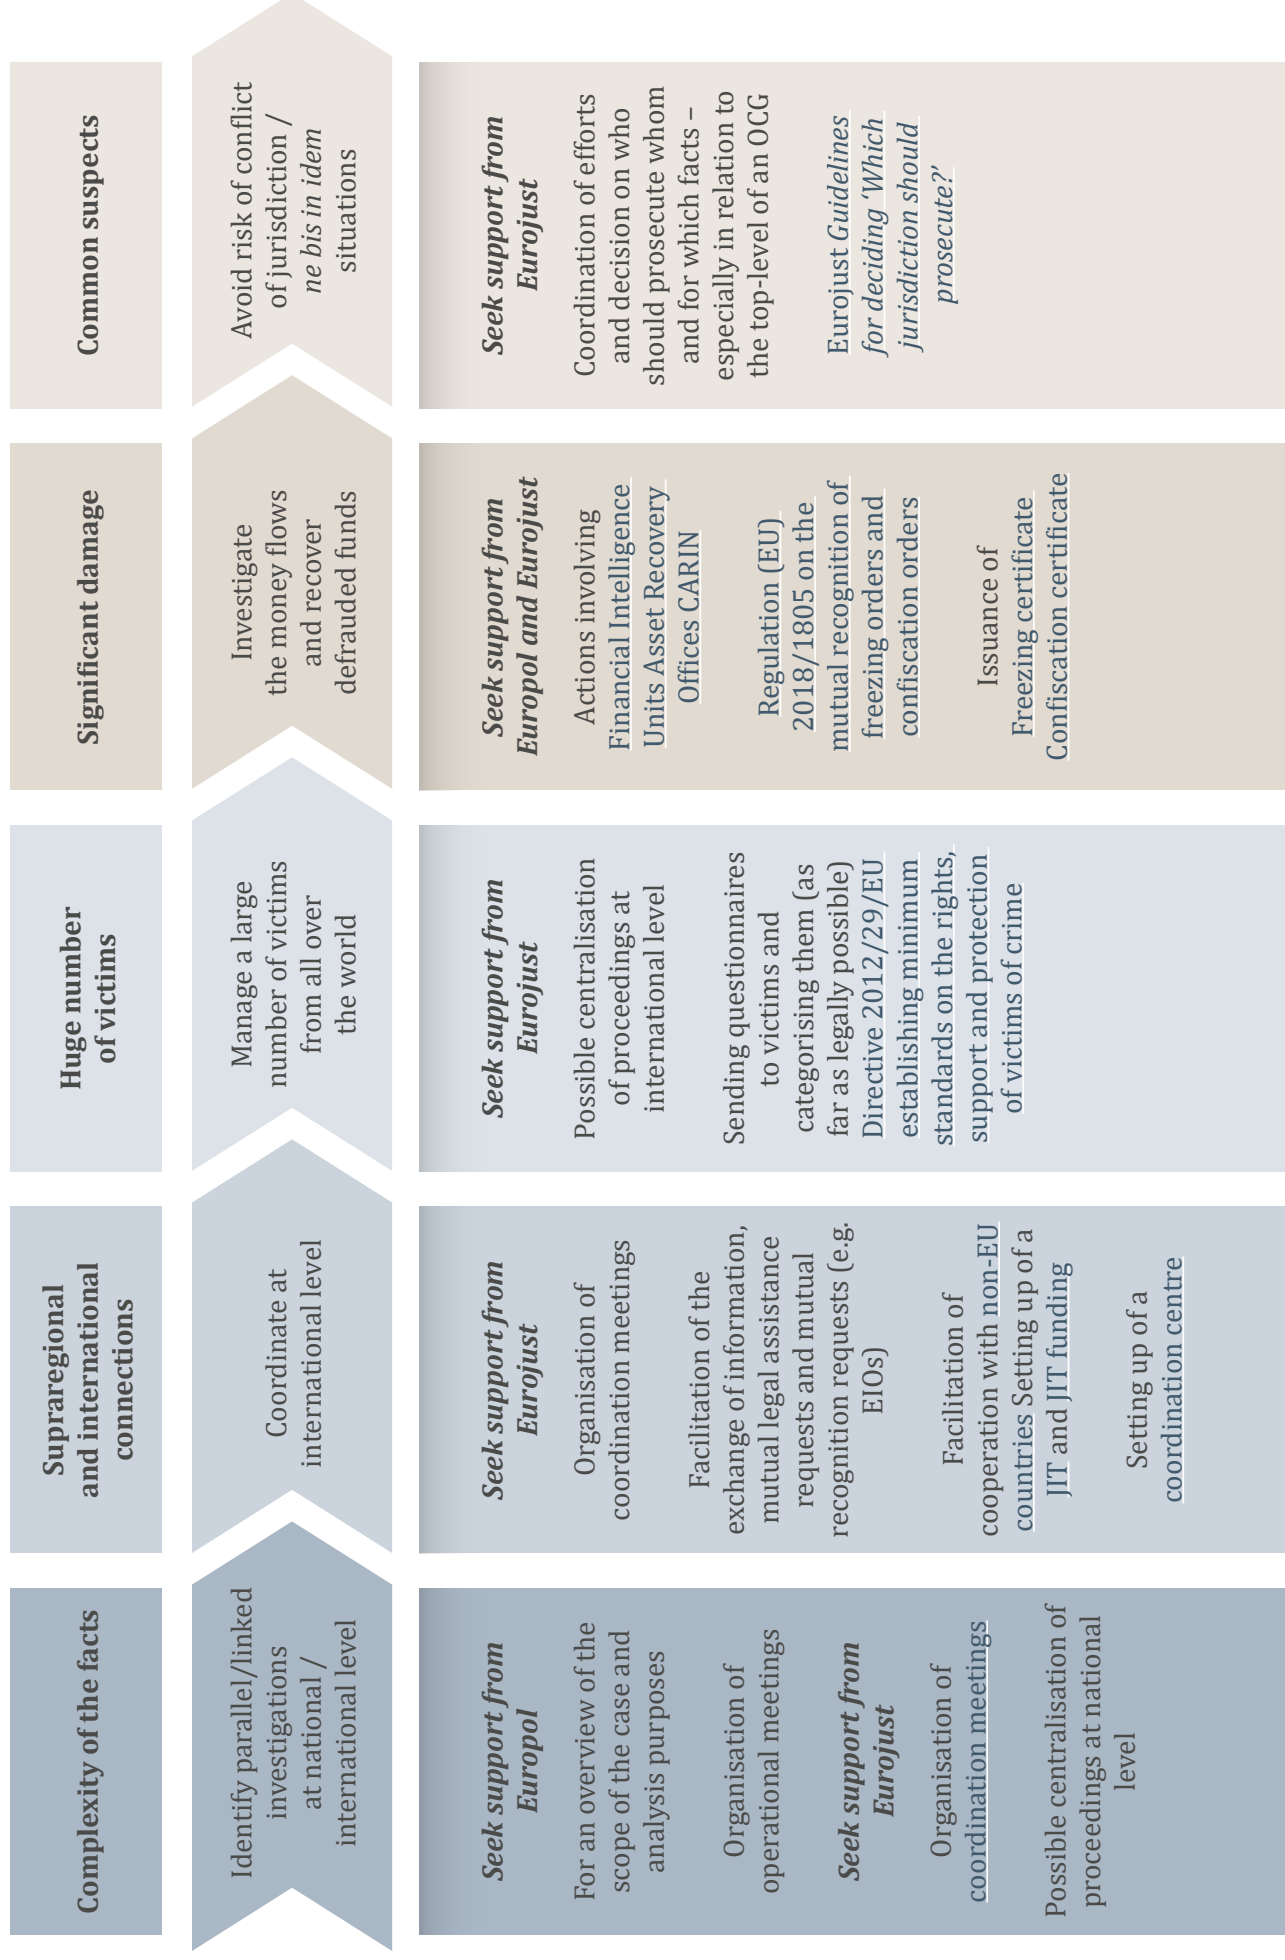 Complexity of the facts
Identify parallel/linked
investigations
at national /
international level
Seek support from
Europol
For an overview of the
scope of the case and
analysis purposes
Organisation of
operational meetings
Seek support from
Eurojust
Organisation of
coordination meetings
Possible centralisation of
proceedings at national
level
Supraregional
and international
connections
Coordinate at
international level
Seek support from
Eurojust
Organisation of
coordination meetings
Facilitation of the
exchange of information,
mutual legal assistance
requests and mutual
recognition requests (e.g.
EIOs)
Facilitation of
cooperation with non-EU
countries Setting up of a
JIT and JIT funding
Setting up of a
coordination centre
Huge number
of victims
Manage a large
number of victims
from all over
the world
Seek support from
Eurojust
Possible centralisation
of proceedings at
international level
Sending questionnaires
to victims and
categorising them (as
far as legally possible)
Directive 2012/29/EU
establishing minimum
standards on the rights,
support and protection
of victims of crime
Significant damage
Investigate
the money flows
and recover
defrauded funds
Seek support from
Europol and Eurojust
Actions involving
Financial Intelligence
Units Asset Recovery
Offices CARIN
Regulation (EU)
2018/1805 on the
mutual recognition of
freezing orders and
confiscation orders
Issuance of
Freezing certificate
Confiscation certificate
Common suspects
Avoid risk of conflict
of jurisdiction /
ne bis in idem
situations
Seek support from
Eurojust
Coordination of efforts
and decision on who
should prosecute whom
and for which facts –
especially in relation to
the top-level of an OCG
Eurojust Guidelines
for deciding ‘Which
jurisdiction should
prosecute?’